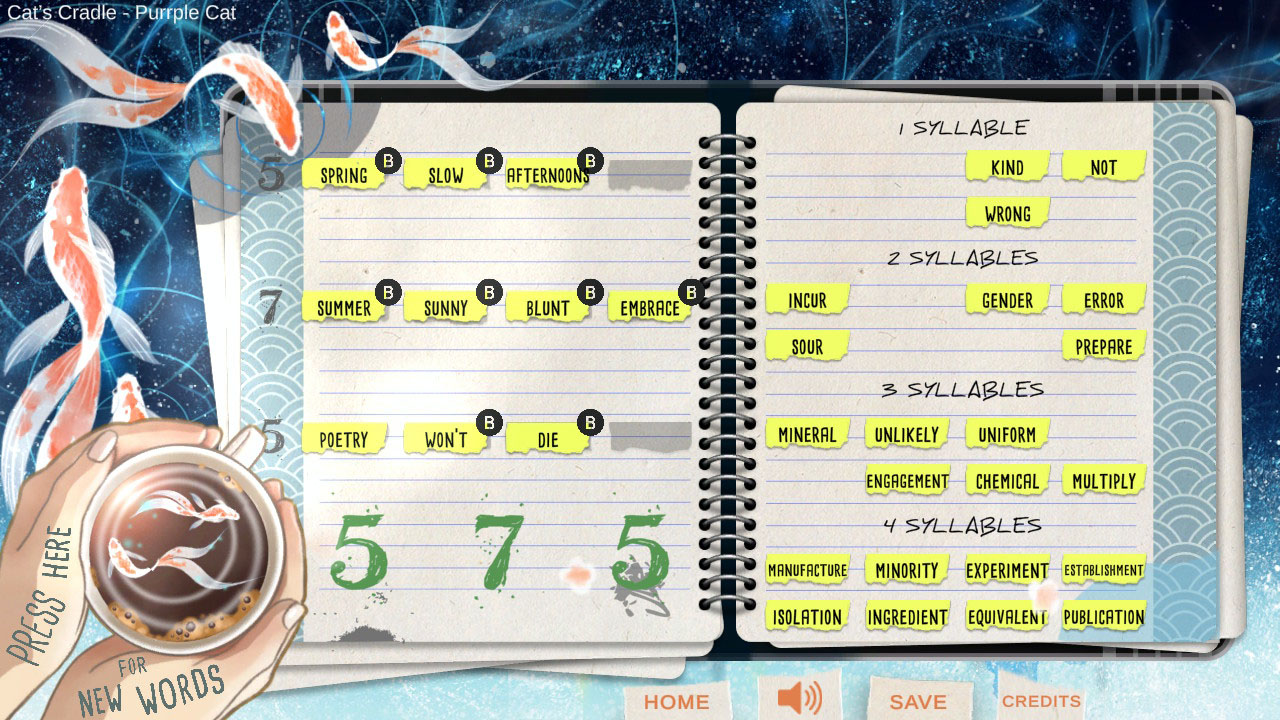 Cat's Cradle - Purrple Cat
5 SPRING B SLOW B AFTERNOONS B
7 SUMMER B SUNNY B BLUNT B EMBRACE B
5 POETRY WON'T B DIE B
5 7 5
1 SYLLABLE
KIND NOT
WRONG
2 SYLLABLES
INCUR GENDER ERROR
SOUR PREPARE
3 SYLLABLES
MINERAL UNLIKELY UNIFORM
ENGAGEMENT CHEMICAL MULTIPLY
4 SYLLABLES
MANUFACTURE MINORITY EXPERIMENT ESTABLISHMENT
ISOLATION INGREDIENT EQUIVALENT PUBLICATION
PRESS HERE
FOR
NEW WORDS
HOME SAVE CREDITS